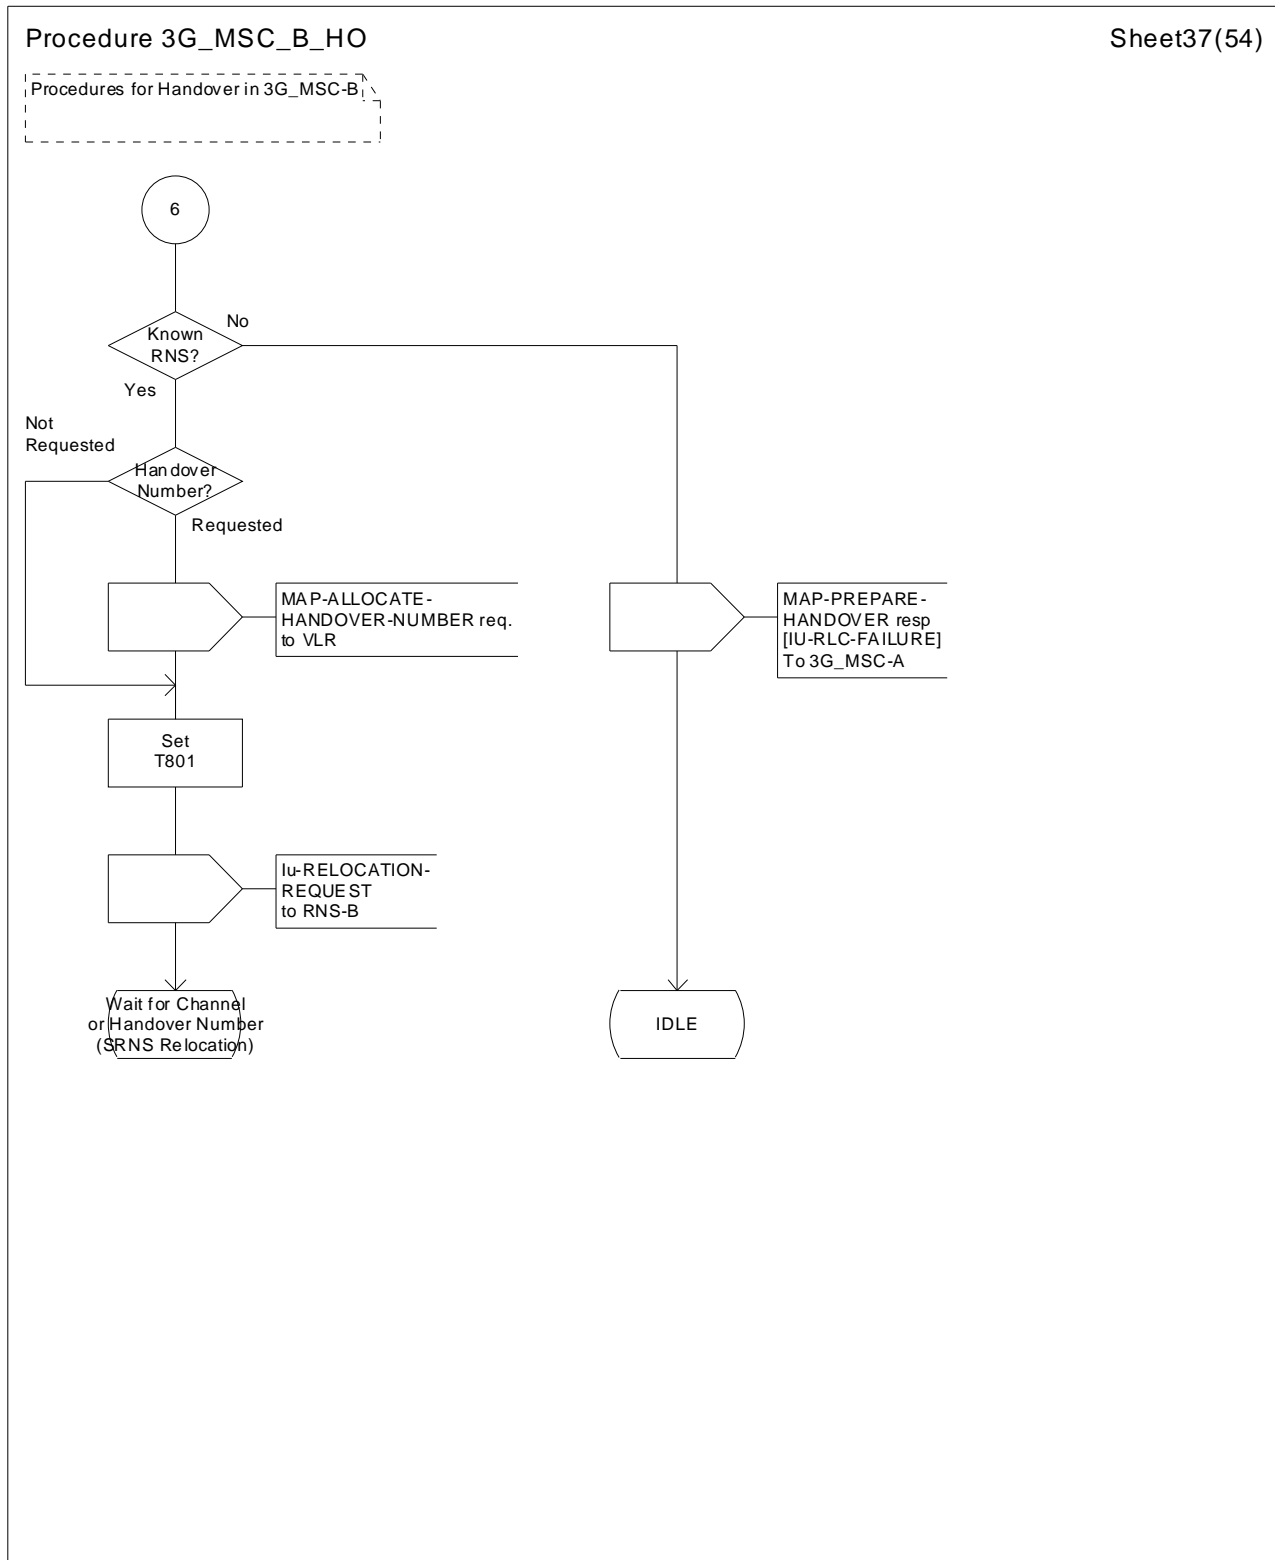 Procedure 3G_MSC_B_HO
Sheet37(54)
Procedures for Handover in 3G_MSC-B
6
Known
RNS?
No
Yes
Not
Requested
Handover
Number?
Requested
MAP-ALLOCATE-
HANDOVER-NUMBER req.
to VLR
MAP-PREPARE-
HANDOVER resp
[IU-RLC-FAILURE]
To 3G_MSC-A
Set
T801
Iu-RELOCATION-
REQUEST
to RNS-B
Wait for Channel
or Handover Number
(SRNS Relocation)
IDLE